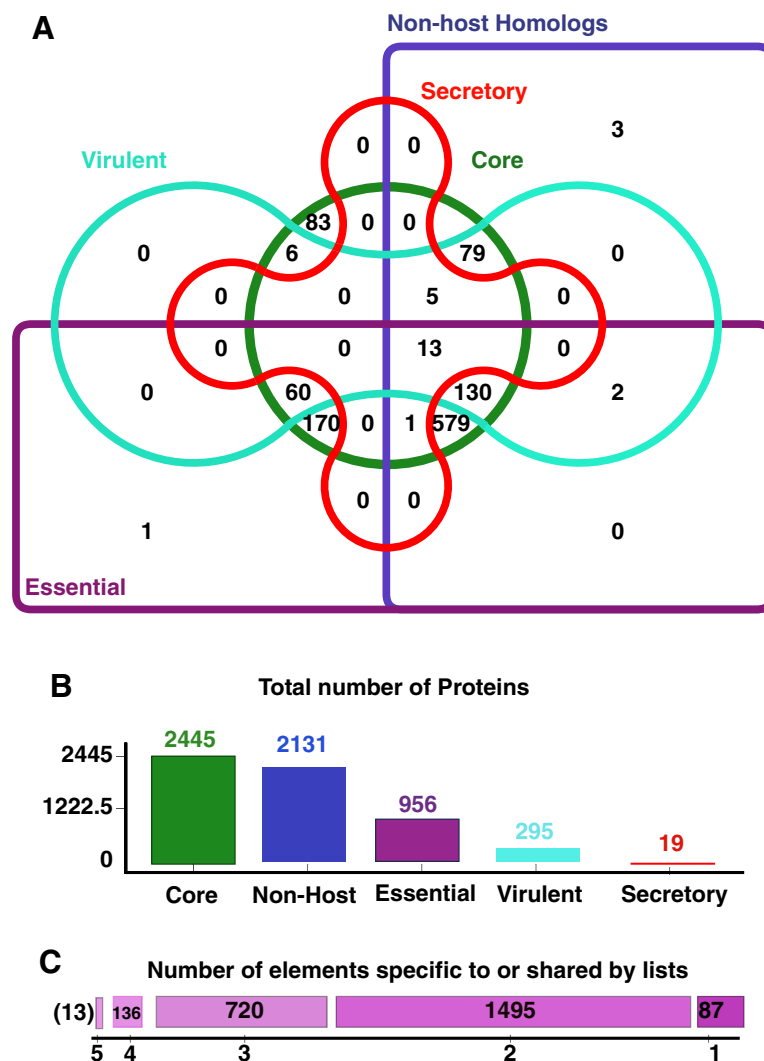 A
Non-host Homologs
Secretory
3
0 0
Virulent
Core
83 0 0
0 6 79 0
0 0 5 0
0 0 13 0
0 60 130 2
170 0 1 579
0 0
1 0
Essential
B
Total number of Proteins
2445
2131
2445
1222.5
956
295
19
0
Core Non-Host Essential Virulent Secretory
C
Number of elements specific to or shared by lists
(13) 136 720 1495 87
5 4 3 2 1